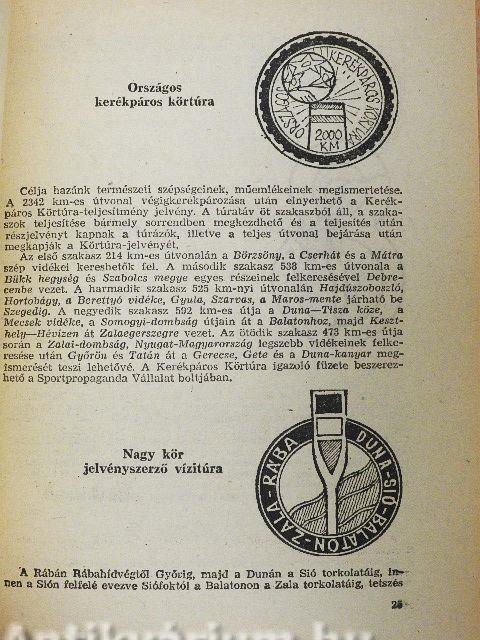 Országos
kerékpáros körtúra
ORSZÁGOS KERÉKPÁROS KÖRTÚRA
2000
KM
Célja hazánk természeti szépségeinek, műemlékeinek megismertetése.
A 2342 km-es útvonal végigkerékpározása után elnyerhető a Kerék-
páros Körtúra-teljesítmény jelvény. A túratáv öt szakaszból áll, a szaka-
szok teljesítése bármely sorrendben megkezdhető és a teljesítés után
részjelvényt kapnak a túrázók, illetve a teljes útvonal bejárása után
megkapják a Körtúra-jelvényét.
Az első szakasz 214 km-es útvonalán a Börzsöny, a Cserhát és a Mátra
szép vidékei kereshetők fel. A második szakasz 538 km-es útvonala a
Bükk hegység és Szabolcs megye egyes részeinek felkeresésével Debre-
cenbe vezet. A harmadik szakasz 525 km-nyi útvonalán Hajdúszoboszló,
Hortobágy, a Berettyó vidéke, Gyula, Szarvas, a Maros-mente járható be
Szegedig. A negyedik szakasz 592 km-es útja a Duna—Tisza köze, a
Mecsek vidéke, a Somogyi-dombság útjain át a Balatonhoz, majd Keszt-
hely—Hévízen át Zalaegerszegre vezet. Az ötödik szakasz 473 km-es útja
során a Zalai-dombság, Nyugat-Magyarország legszebb vidékeinek felke-
resése után Győrön és Tatán át a Gerecse, Gete és a Duna-kanyar meg-
ismerését teszi lehetővé. A Kerékpáros Körtúra igazoló füzete beszerez-
hető a Sportpropaganda Vállalat boltjában.
Nagy kör
jelvényszerző vízitúra
DUNA-SIÓ-BALATON-ZALA-RÁBA
A Rábán Rábahídvégtől Győrig, majd a Dunán a Sió torkolatáig, in-
nen a Sión felfelé evezve Siófoktól a Balatonon a Zala torkolatáig, tetszés
25
Antikvárium.hu